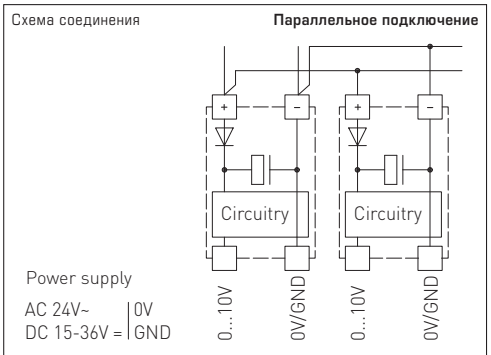 Схема соединения
Параллельное подключение
+ − + −
Circuitry Circuitry
Power supply
AC 24V~ | 0V
DC 15-36V = | GND
0...10V
0V/GND
0...10V
0V/GND